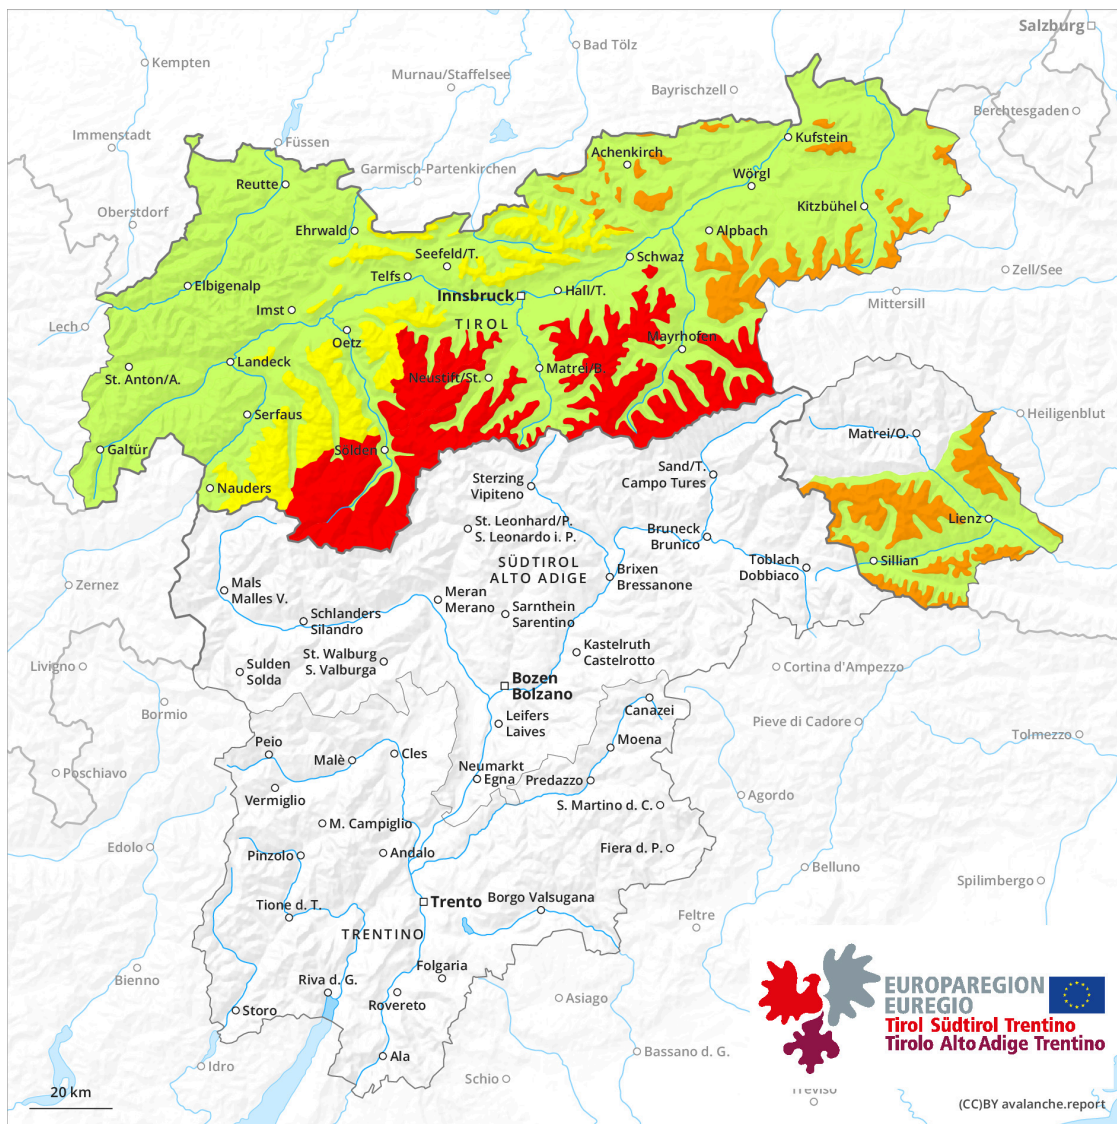 Salzburg
Kempten
Bad Tölz
Murnau/Staffelsee
Bayrischzell
Berchtesgaden
Immenstadt
Füssen
Kufstein
Achenkirch
Garmisch-Partenkirchen
Wörgl
Reutte
Oberstdorf
Kitzbühel
Ehrwald
Alpbach
Seefeld/T.
Schwaz
Telfs
Zell/See
Elbigenalp
Innsbruck
Hall/T.
Mittersill
Imst
TIROL
Lech
Oetz
Mayrhofen
Landeck
Matrei/B.
St. Anton/A.
Neustift/St.
Serfaus
Heiligenblut
Matrei/O.
Galtür
Sölden
Sand/T.
Campo Tures
Sterzing
Vipiteno
Nauders
Lienz
St. Leonhard/P.
S. Leonardo i. P.
Bruneck
Brunico
SÜDTIROL
ALTO ADIGE
Toblach
Dobbiaco
Sillian
Brixen
Bressanone
Zernez
Mals
Malles V.
Meran
Merano
Sarnthein
Sarentino
Schlanders
Silandro
Kastelruth
Castelrotto
St. Walburg
S. Valburga
Livigno
Sulden
Solda
Cortina d'Ampezzo
Bozen
Bolzano
Bormio
Canazei
Leifers
Laives
Pieve di Cadore
Tolmezzo
Peio
Moena
Malè
Cles
Neumarkt
Egna
Predazzo
Poschiavo
Vermiglio
S. Martino d. C.
Agordo
M. Campiglio
Edolo
Pinzolo
Andalo
Fiera d. P.
Belluno
Spilimbergo
Tione d. T.
Trento
Borgo Valsugana
Feltre
TRENTINO
Folgaria
Bienno
Riva d. G.
Rovereto
Asiago
Storo
EUROPAREGION
EUREGIO
Tirol Südtirol Trentino
Tirolo Alto Adige Trentino
Ala
Bassano d. G.
Idro
Schio
20 km
Treviso
(CC)BY avalanche.report